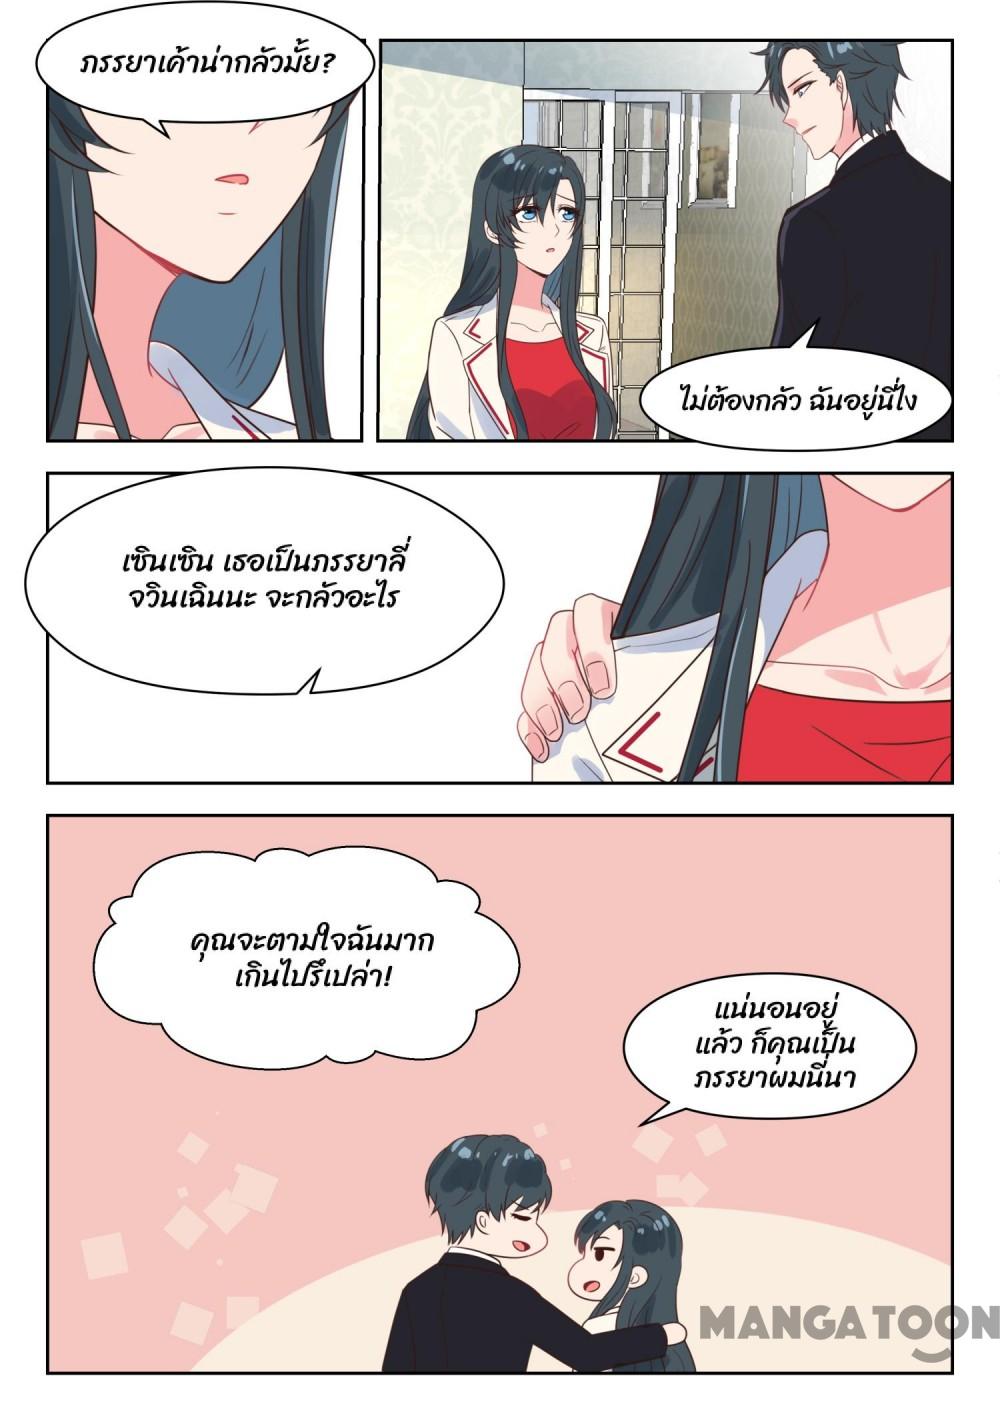 ภรรยาเค้าน่ากลัวมั้ย?
ไม่ต้องกลัว ฉันอยู่นี่ไง
เซินเซิน เธอเป็นภรรยาลี่
จวินเฉินนะ จะกลัวอะไร
คุณจะตามใจฉันมาก
เกินไปรึเปล่า!
แน่นอนอยู่
แล้ว ก็คุณเป็น
ภรรยาผมนี่นา
MANGATOON